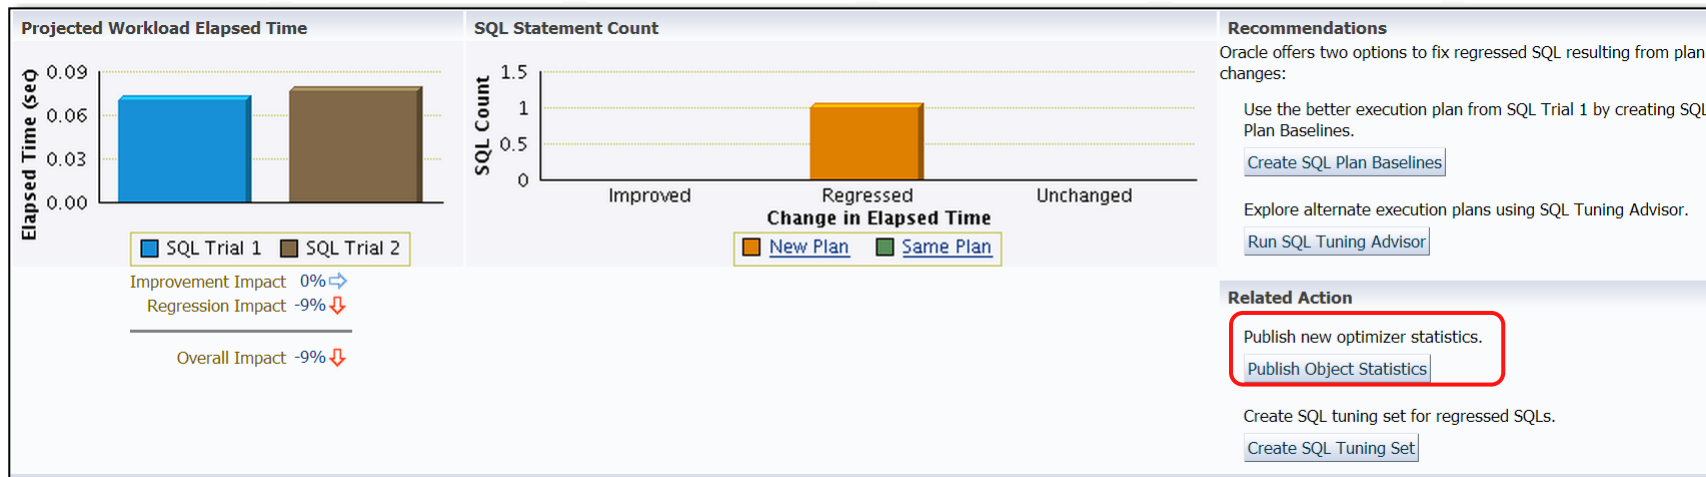 Projected Workload Elapsed Time
Elapsed Time (sec)
0.09
0.06
0.03
0.00
SQL Trial 1
SQL Trial 2
Improvement Impact 0%
Regression Impact -9%
Overall Impact -9%
SQL Statement Count
SQL Count
1.5
1
0.5
0
Improved
Regressed
Unchanged
Change in Elapsed Time
New Plan
Same Plan
Recommendations
Oracle offers two options to fix regressed SQL resulting from plan
changes:
Use the better execution plan from SQL Trial 1 by creating SQL
Plan Baselines.
Create SQL Plan Baselines
Explore alternate execution plans using SQL Tuning Advisor.
Run SQL Tuning Advisor
Related Action
Publish new optimizer statistics.
Publish Object Statistics
Create SQL tuning set for regressed SQLs.
Create SQL Tuning Set